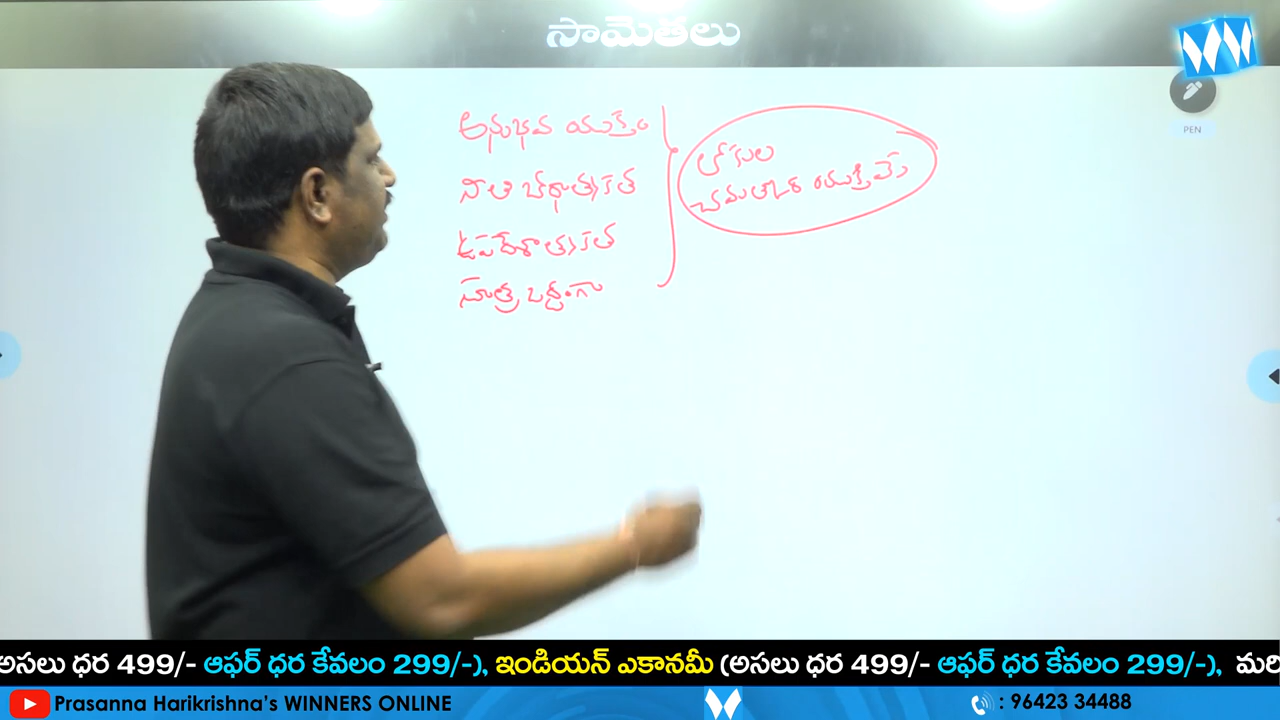 సామెతలు
PEN
అనుభవ యుక్తం
నీతి బోధాత్మకత
ఉపదేశాత్మకత
సూత్ర బద్ధంగా
లోకుల
చమత్కార యుక్తివే
అసలు ధర 499/- ఆఫర్ ధర కేవలం 299/-), ఇండియన్ ఎకానమీ (అసలు ధర 499/- ఆఫర్ ధర కేవలం 299/-), మరి
Prasanna Harikrishna's WINNERS ONLINE
: 96423 34488